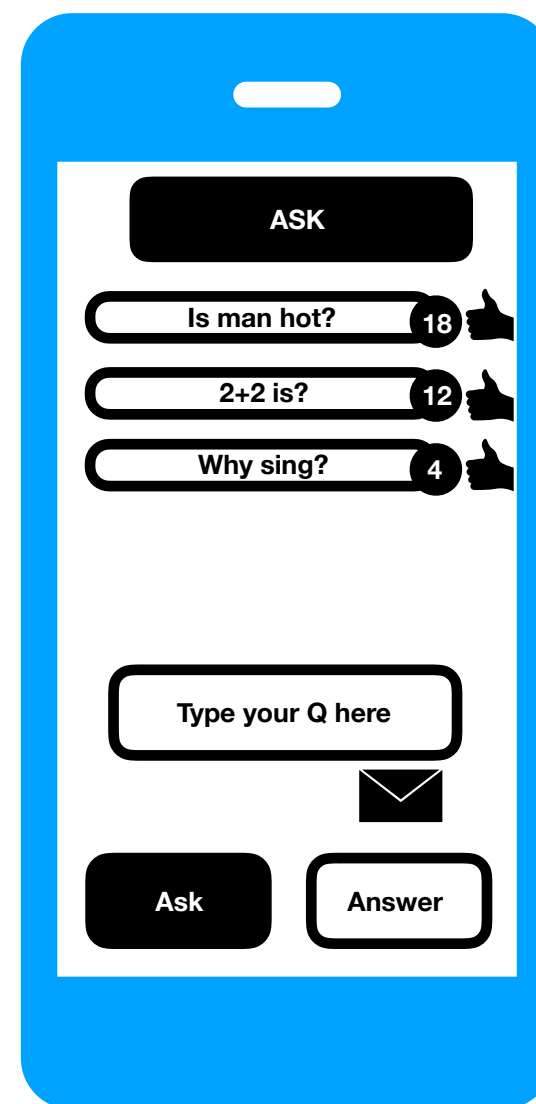 ASK
Is man hot? 18
2+2 is? 12
Why sing? 4
Type your Q here
Ask Answer